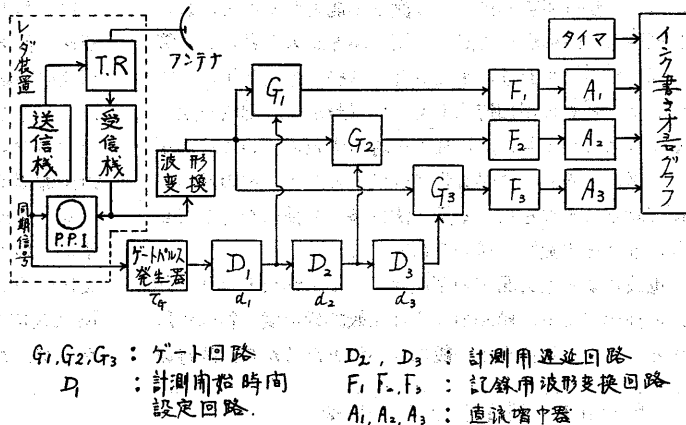 レーダ装置
T.R
アンテナ
送信機
受信機
同期信号
P.P.I
波形変換
ゲートパルス発生器
τG
G1
G2
G3
D1
d1
D2
d2
D3
d3
F1
F2
F3
A1
A2
A3
タイマ
インク書きオシログラフ
G1,G2,G3 : ゲート回路
D1 : 計測開始時間
設定回路.
D2, D3 : 計測用遅延回路
F1 F2,F3 : 記録用波形変換回路
A1, A2, A3 : 直流増巾器